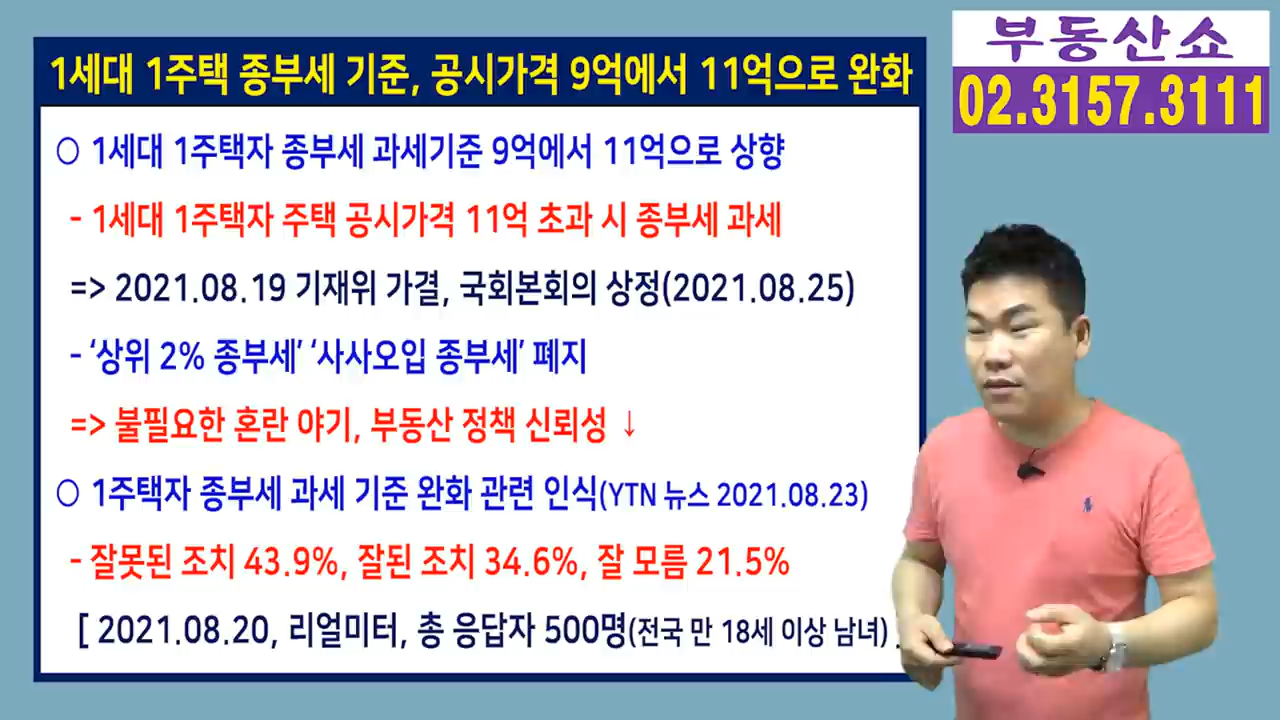 부동산쇼
02.3157.3111
1세대 1주택 종부세 기준, 공시가격 9억에서 11억으로 완화
○ 1세대 1주택자 종부세 과세기준 9억에서 11억으로 상향
- 1세대 1주택자 주택 공시가격 11억 초과 시 종부세 과세
=> 2021.08.19 기재위 가결, 국회본회의 상정(2021.08.25)
- ‘상위 2% 종부세’ ‘사사오입 종부세’ 폐지
=> 불필요한 혼란 야기, 부동산 정책 신뢰성 ↓
○ 1주택자 종부세 과세 기준 완화 관련 인식(YTN 뉴스 2021.08.23)
- 잘못된 조치 43.9%, 잘된 조치 34.6%, 잘 모름 21.5%
[ 2021.08.20, 리얼미터, 총 응답자 500명(전국 만 18세 이상 남녀)